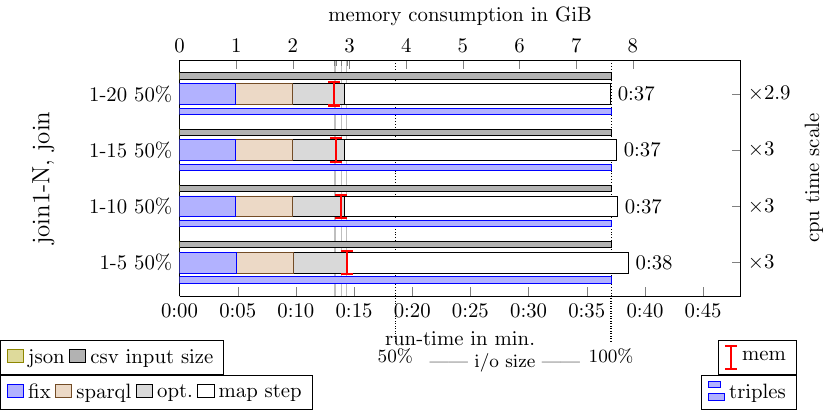 memory consumption in GiB
0 1 2 3 4 5 6 7 8
join1-N, join
1-20 50% 0:37 ×2.9
1-15 50% 0:37 ×3
1-10 50% 0:37 ×3
1-5 50% 0:38 ×3
cpu time scale
0:00 0:05 0:10 0:15 0:20 0:25 0:30 0:35 0:40 0:45
run-time in min.
50% i/o size 100%
json csv input size
mem
fix sparql opt. map step
triples